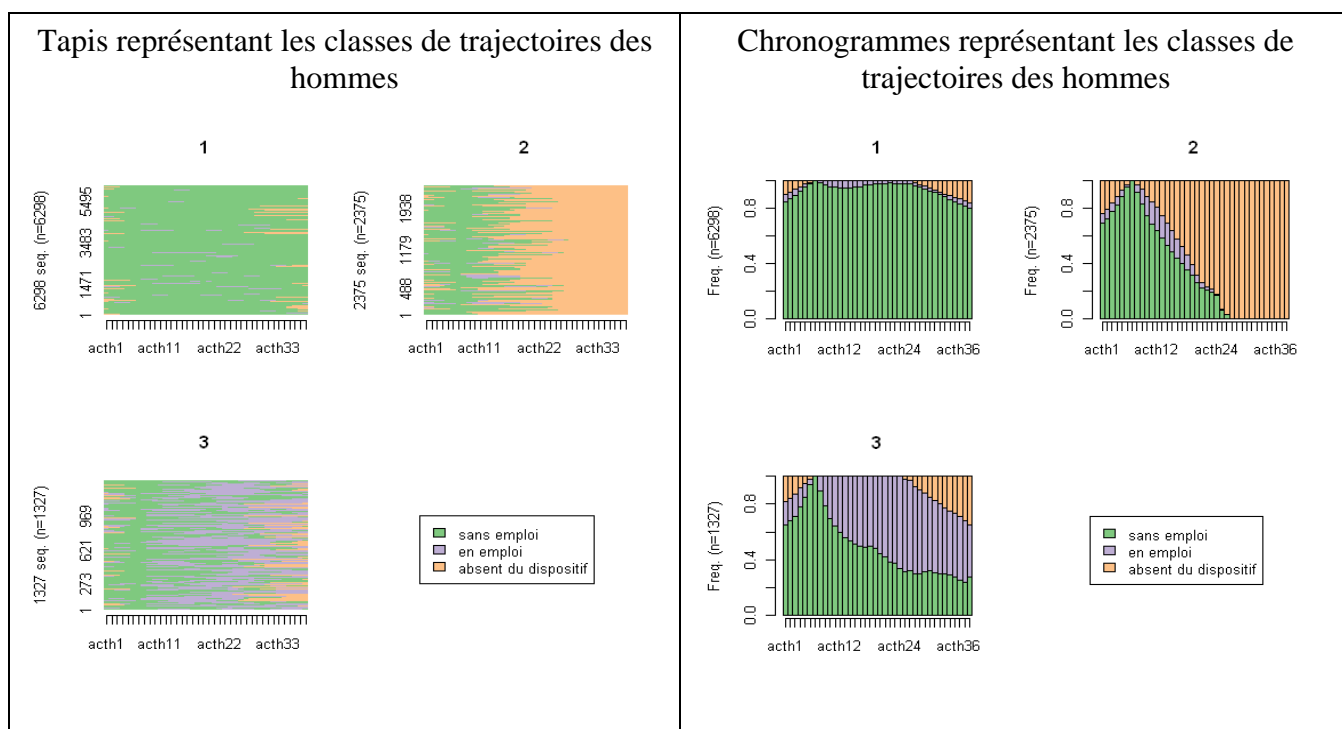 Tapis représentant les classes de trajectoires des
hommes
1
6298 seq. (n=6298)
1 1471 3483 5495
acth1 acth11 acth22 acth33
2
2375 seq. (n=2375)
1 488 1179 1938
acth1 acth11 acth22 acth33
3
1327 seq. (n=1327)
1 273 621 969
acth1 acth11 acth22 acth33
sans emploi
en emploi
absent du dispositif
Chronogrammes représentant les classes de
trajectoires des hommes
1
Freq. (n=6298)
0.0 0.4 0.8
acth1 acth12 acth24 acth36
2
Freq. (n=2375)
0.0 0.4 0.8
acth1 acth12 acth24 acth36
3
Freq. (n=1327)
0.0 0.4 0.8
acth1 acth12 acth24 acth36
sans emploi
en emploi
absent du dispositif